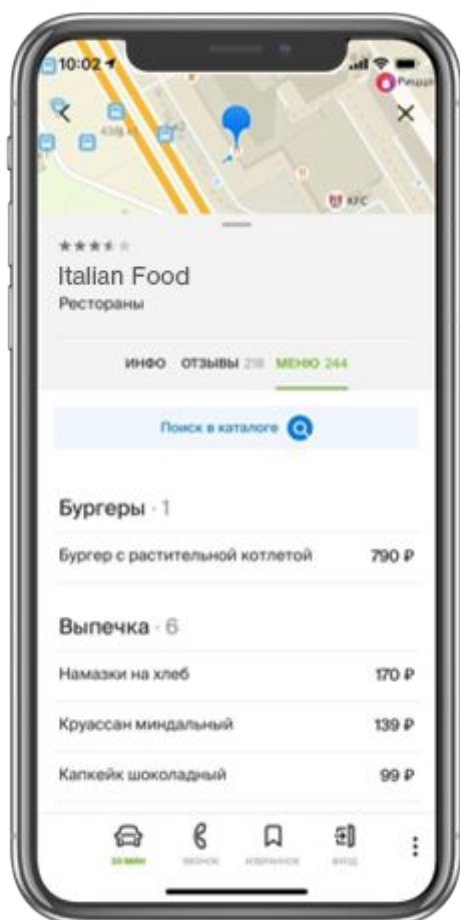 10:02
KFC
Italian Food
Рестораны
ИНФО ОТЗЫВЫ 218 МЕНЮ 244
Поиск в каталоге
Бургеры · 1
Бургер с растительной котлетой 790 ₽
Выпечка · 6
Намазки на хлеб 170 ₽
Круассан миндальный 139 ₽
Капкейк шоколадный 99 ₽
ЗВОНОК ИЗБРАННОЕ ВХОД